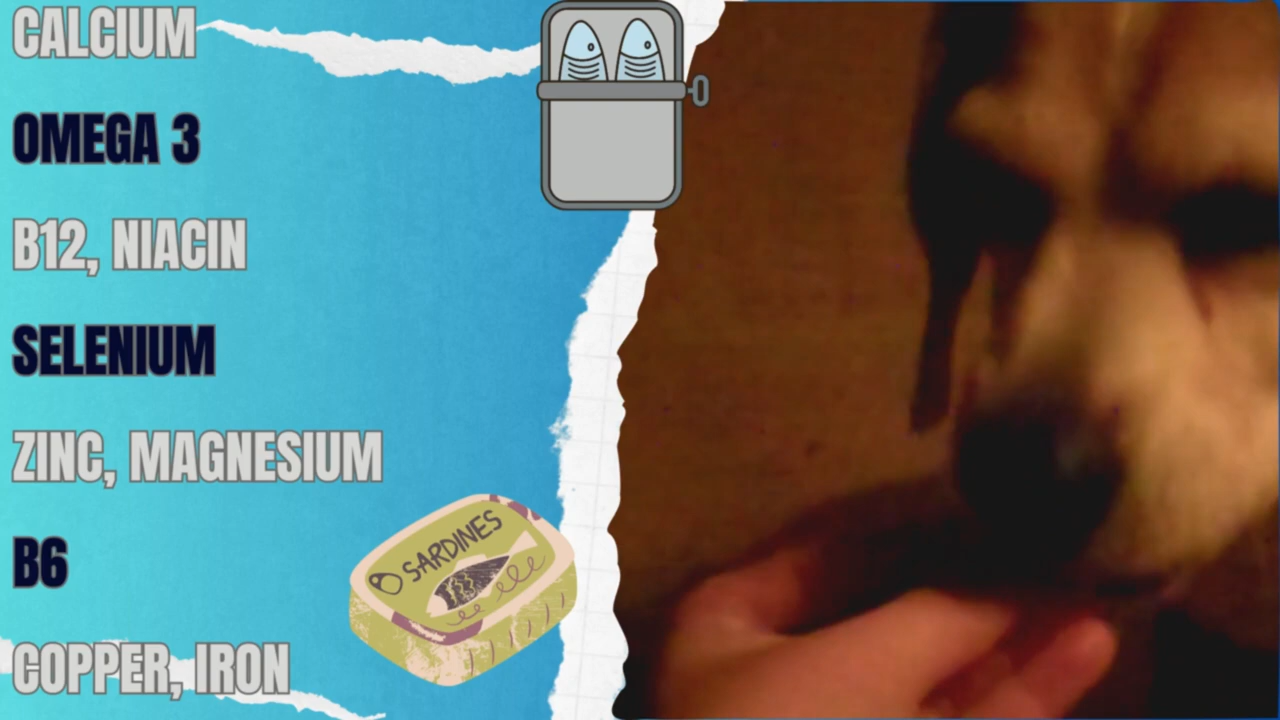 CALCIUM
OMEGA 3
B12, NIACIN
SELENIUM
ZINC, MAGNESIUM
SARDINES
B6
COPPER, IRON